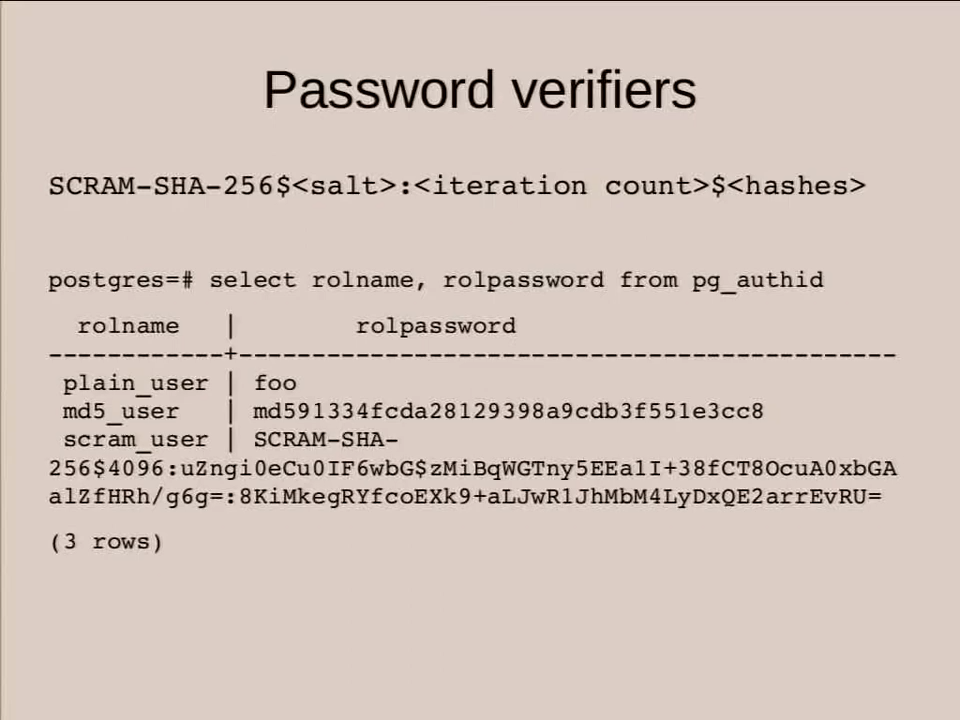 Password verifiers
SCRAM-SHA-256$<salt>:<iteration count>$<hashes>
postgres=# select rolname, rolpassword from pg_authid
rolname | rolpassword
------------+---------------------------------------------
plain_user | foo
md5_user | md591334fcda28129398a9cdb3f551e3cc8
scram_user | SCRAM-SHA-
256$4096:uZngi0eCu0IF6wbG$zMiBqWGTny5EEa1I+38fCT8OcuA0xbGA
alZfHRh/g6g=:8KiMkegRYfcoEXk9+aLJwR1JhMbM4LyDxQE2arrEvRU=
(3 rows)